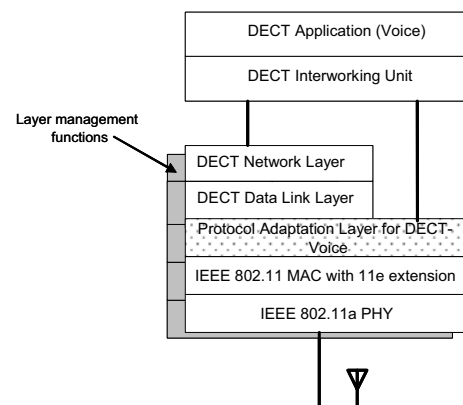 DECT Application (Voice)
DECT Interworking Unit
Layer management
functions
DECT Network Layer
DECT Data Link Layer
Protocol Adaptation Layer for DECT-
Voice
IEEE 802.11 MAC with 11e extension
IEEE 802.11a PHY